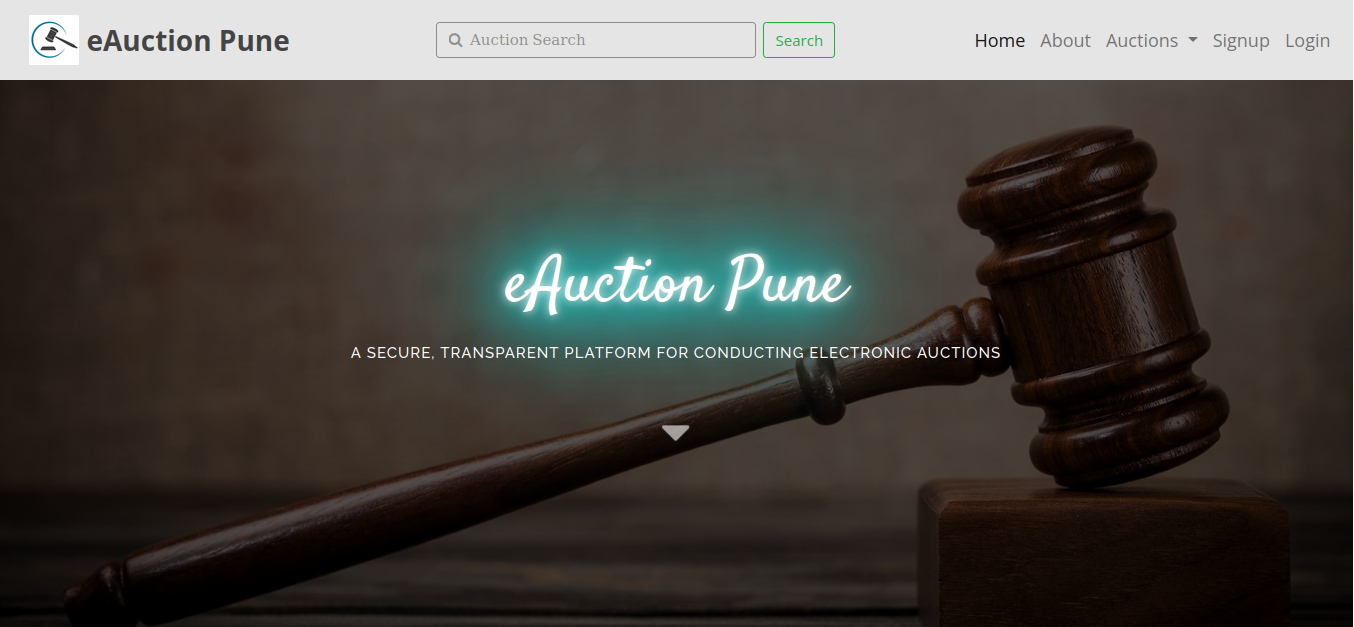 eAuction Pune
Auction Search
Search
Home About Auctions Signup Login
eAuction Pune
A SECURE, TRANSPARENT PLATFORM FOR CONDUCTING ELECTRONIC AUCTIONS